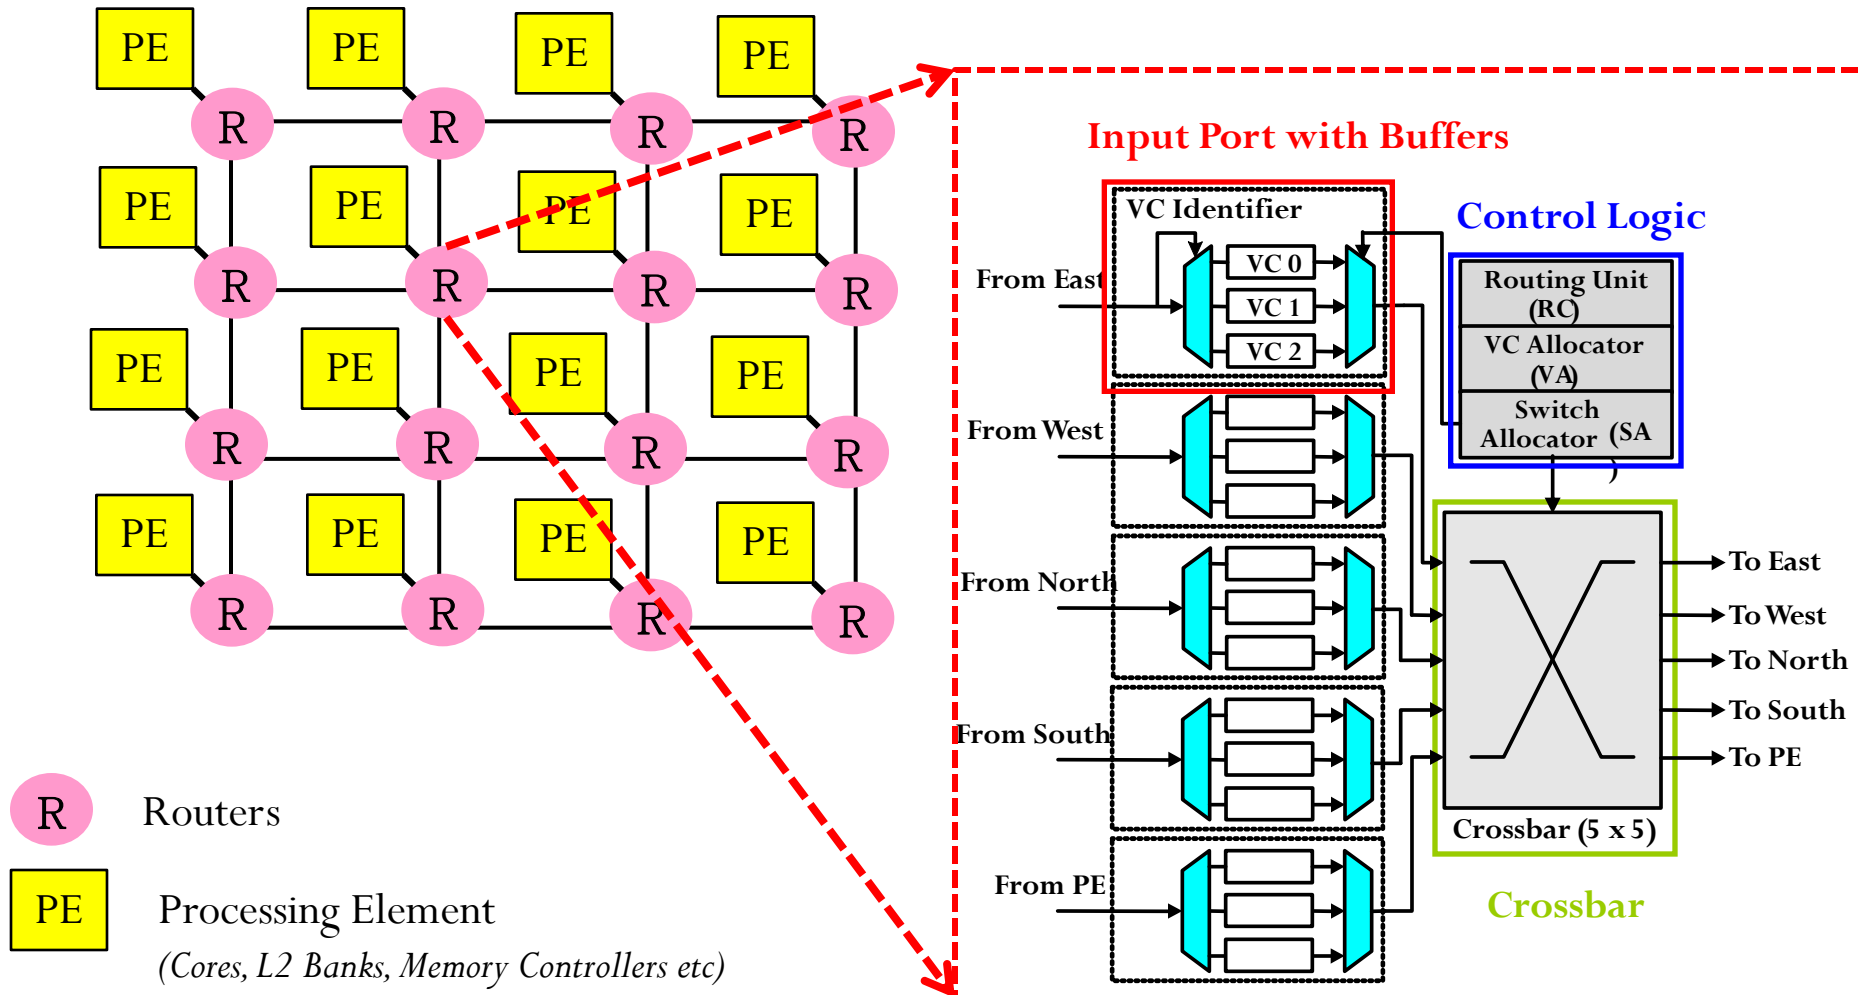 PE PE PE PE
R R R R
PE PE PE PE
R R R R
PE PE PE PE
R R R R
PE PE PE PE
R R R R
R Routers
PE Processing Element
(Cores, L2 Banks, Memory Controllers etc)
Input Port with Buffers
VC Identifier
From East
VC 0
VC 1
VC 2
From West
From North
From South
From PE
Control Logic
Routing Unit
(RC)
VC Allocator
(VA)
Switch
Allocator (SA
)
To East
To West
To North
To South
To PE
Crossbar (5 x 5)
Crossbar